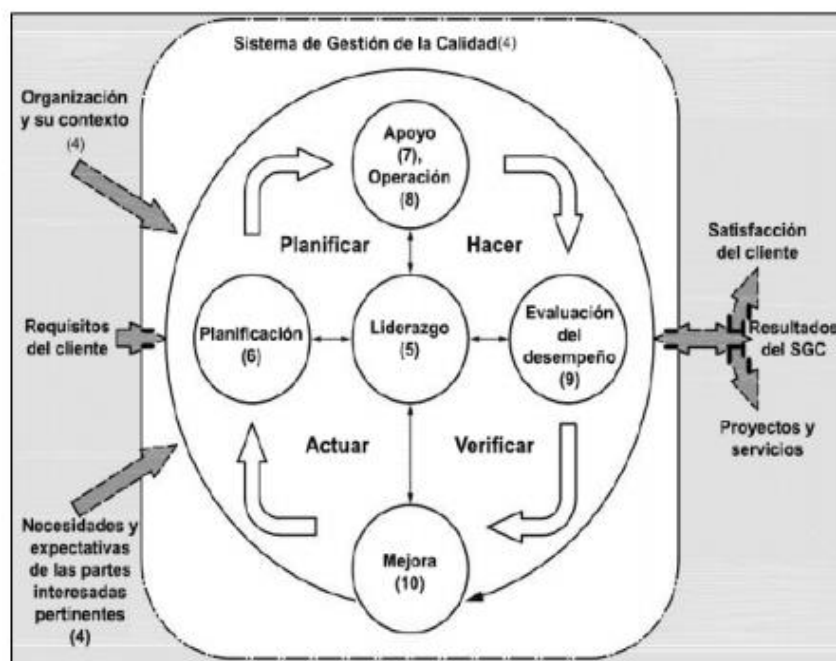 Sistema de Gestión de la Calidad(4)
Organización
y su contexto
(4)
Requisitos
del cliente
Necesidades y
expectativas
de las partes
interesadas
pertinentes
(4)
Apoyo
(7),
Operación
(8)
Planificar
Hacer
Planificación
(6)
Liderazgo
(5)
Evaluación
del
desempeño
(9)
Actuar
Verificar
Mejora
(10)
Satisfacción
del cliente
Resultados
del SGC
Proyectos y
servicios